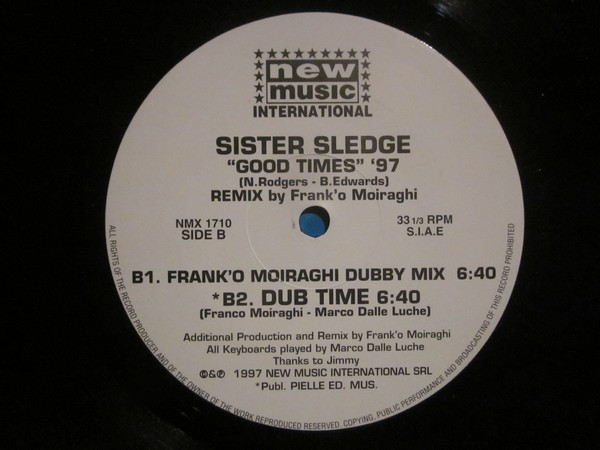 new
music
INTERNATIONAL
SISTER SLEDGE
"GOOD TIMES" '97
(N.Rodgers - B.Edwards)
REMIX by Frank'o Moiraghi
NMX 1710
SIDE B
33 1/3 RPM
S.I.A.E
B1. FRANK'O MOIRAGHI DUBBY MIX 6:40
*B2. DUB TIME 6:40
(Franco Moiraghi - Marco Dalle Luche)
Additional Production and Remix by Frank'o Moiraghi
All Keyboards played by Marco Dalle Luche
Thanks to Jimmy
©&℗ 1997 NEW MUSIC INTERNATIONAL SRL
*Publ. PIELLE ED. MUS.
ALL RIGHTS OF THE RECORD PRODUCER AND OF THE OWNER OF THE WORK REPRODUCED RESERVED. COPYING, PUBLIC PERFORMANCE AND BROADCASTING OF THIS RECORD PROHIBITED